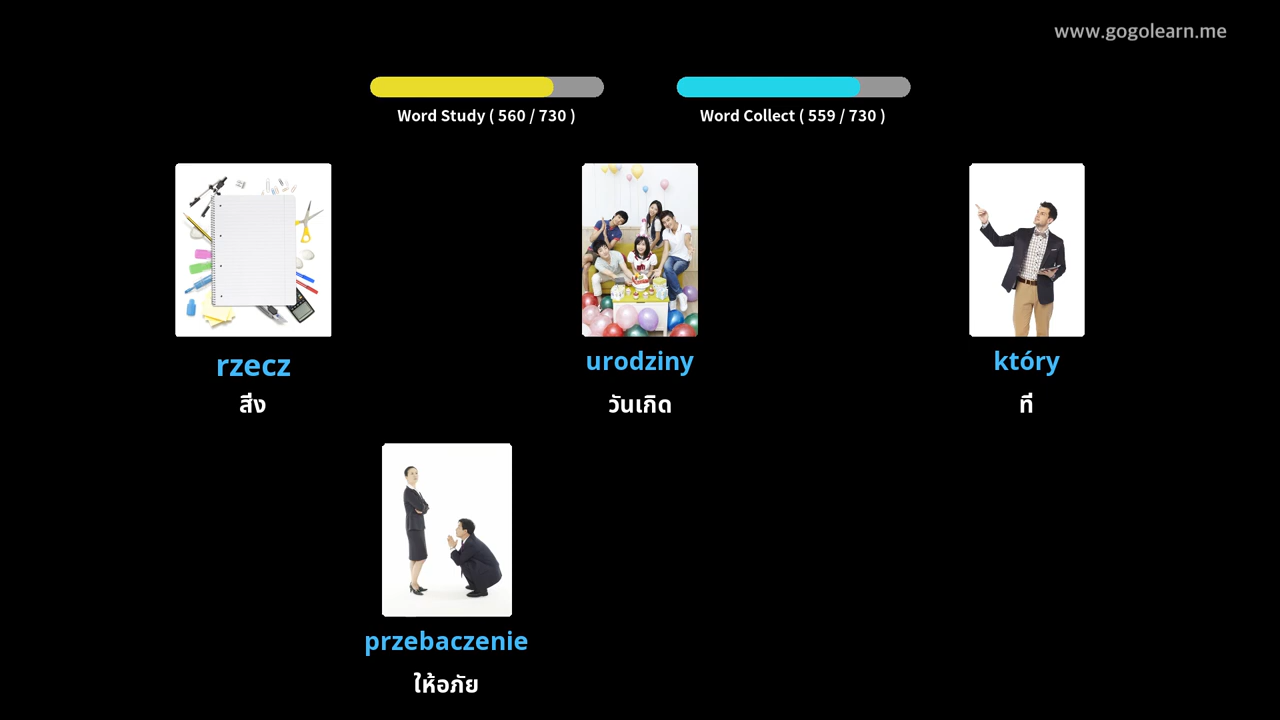 www.gogolearn.me
Word Study ( 560 / 730 )
Word Collect ( 559 / 730 )
rzecz
สิ่ง
urodziny
วันเกิด
który
ที่
przebaczenie
ให้อภัย